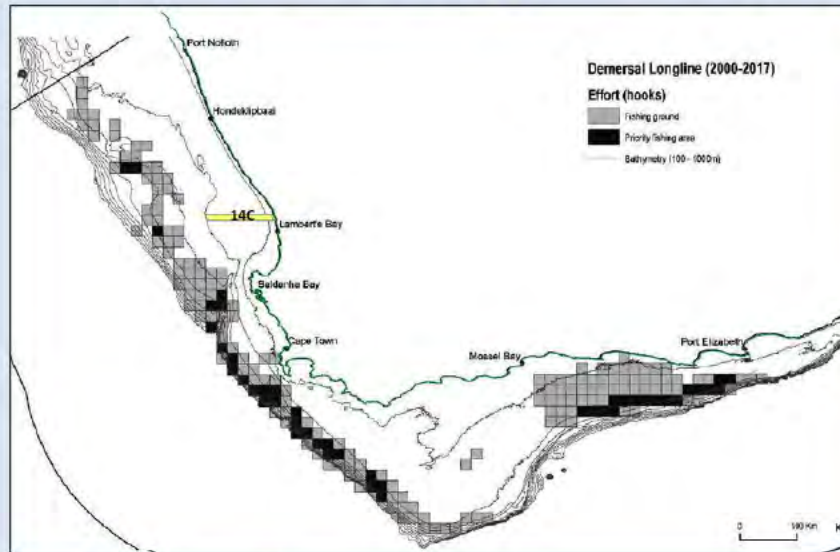 Port Nolloth
Demersal Longline (2000-2017)
Effort (hooks)
Fishing ground
Priority fishing area
Bathymetry (100 - 1000m)
Hondeklipbaai
14C
Lamberts Bay
Saldanha Bay
Cape Town
Mossel Bay
Port Elizabeth
0
100 Km